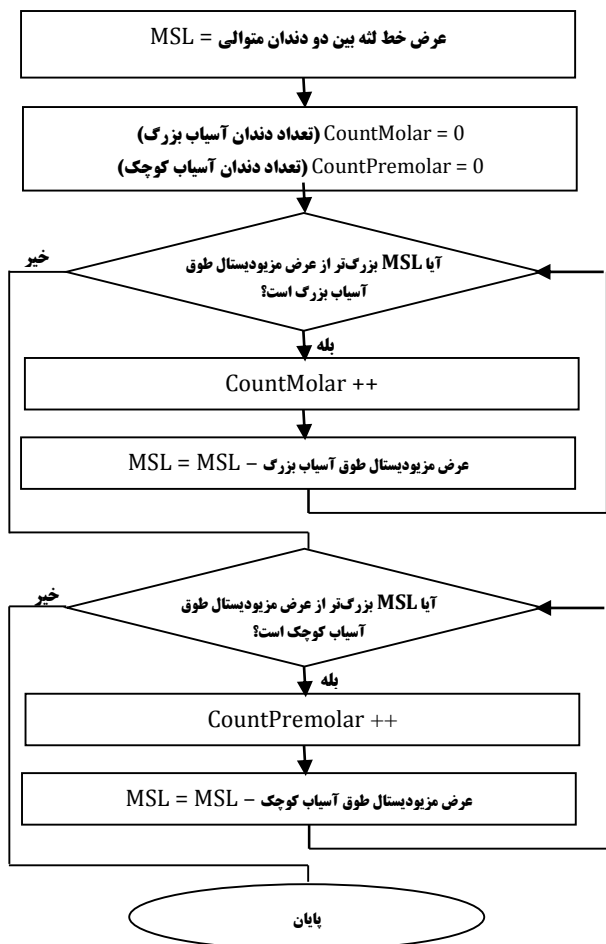 MSL = عرض خط لثه بین دو دندان متوالی
CountMolar = 0 (تعداد دندان آسیاب بزرگ)
CountPremolar = 0 (تعداد دندان آسیاب کوچک)
آیا MSL بزرگ‌تر از عرض مزیودیستال طوق
آسیاب بزرگ است؟
خیر
بله
CountMolar ++
MSL = MSL – عرض مزیودیستال طوق آسیاب بزرگ
آیا MSL بزرگ‌تر از عرض مزیودیستال طوق
آسیاب کوچک است؟
خیر
بله
CountPremolar ++
MSL = MSL – عرض مزیودیستال طوق آسیاب کوچک
پایان